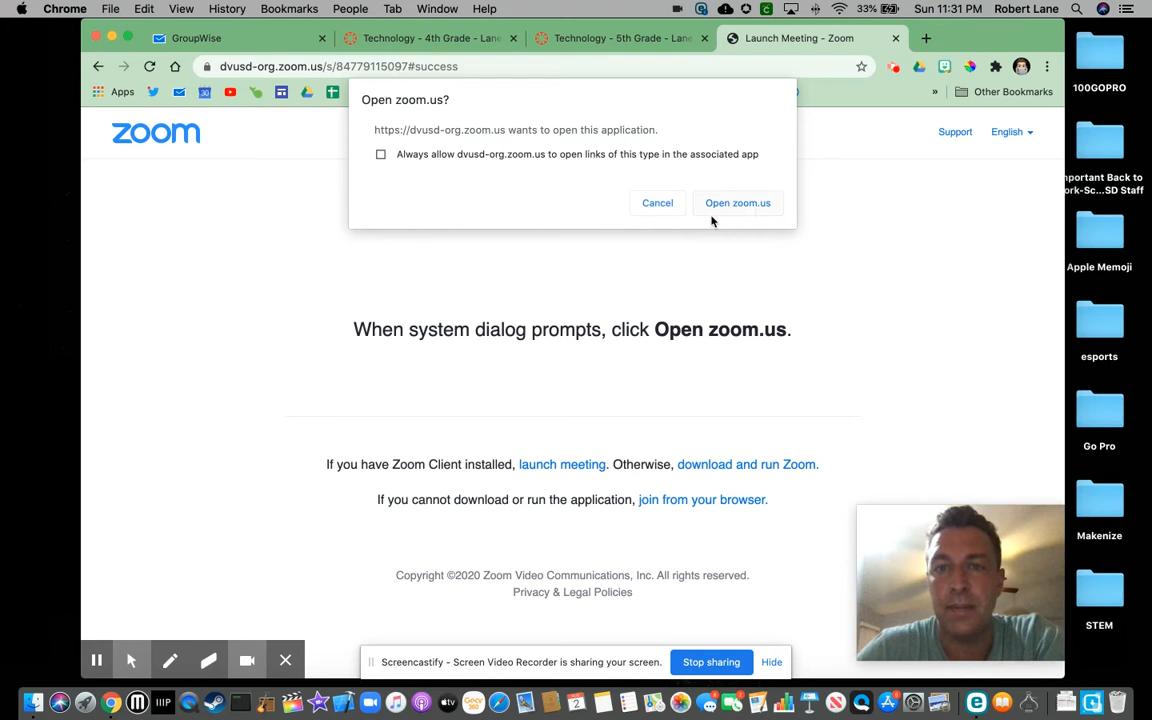 Chrome File Edit View History Bookmarks People Tab Window Help 33% Sun 11:31 PM Robert Lane
GroupWise Technology - 4th Grade - Lane Technology - 5th Grade - Lane Launch Meeting - Zoom
dvusd-org.zoom.us/s/84779115097#success
Apps Other Bookmarks
Open zoom.us?
https://dvusd-org.zoom.us wants to open this application.
Always allow dvusd-org.zoom.us to open links of this type in the associated app
Cancel Open zoom.us
zoom
Support English
When system dialog prompts, click Open zoom.us.
If you have Zoom Client installed, launch meeting. Otherwise, download and run Zoom.
If you cannot download or run the application, join from your browser.
Copyright ©2020 Zoom Video Communications, Inc. All rights reserved.
Privacy & Legal Policies
Screencastify - Screen Video Recorder is sharing your screen. Stop sharing Hide
100GOPRO
mportant Back to
ork-Sc...SD Staff
Apple Memoji
esports
Go Pro
Makenize
STEM